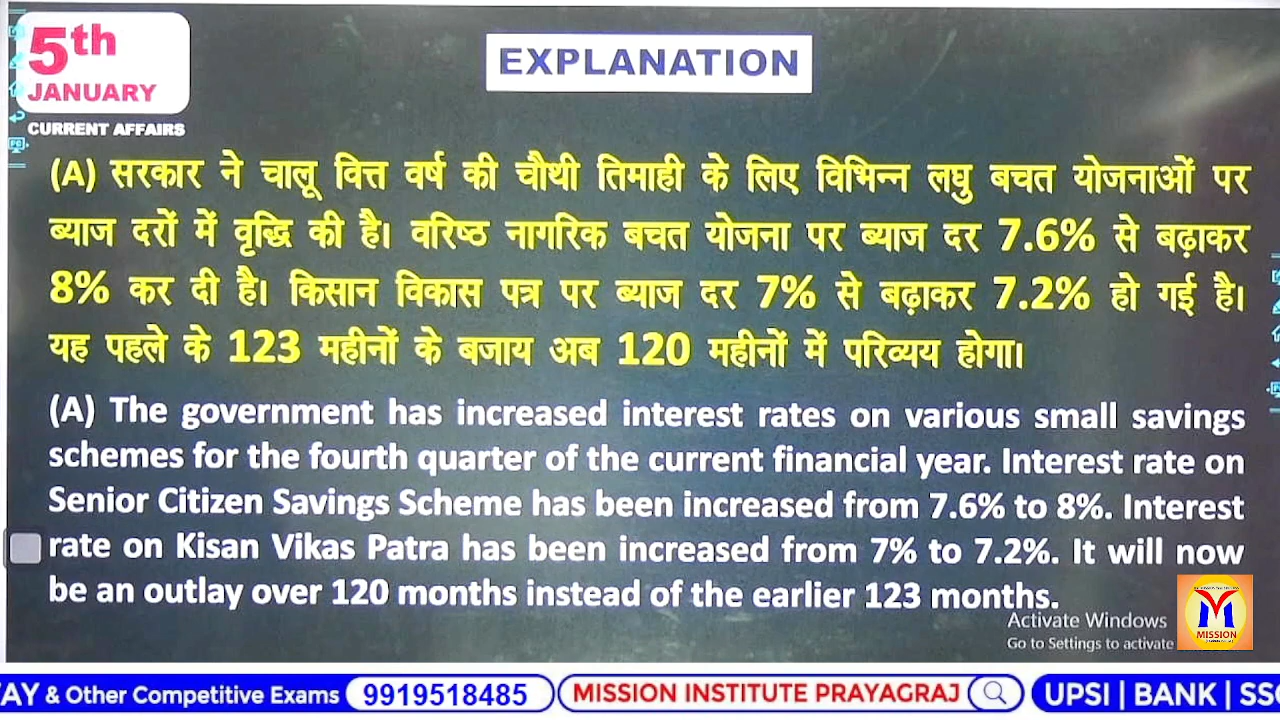 5th
JANUARY
CURRENT AFFAIRS
EXPLANATION
(A) सरकार ने चालू वित्त वर्ष की चौथी तिमाही के लिए विभिन्न लघु बचत योजनाओं पर
ब्याज दरों में वृद्धि की है। वरिष्ठ नागरिक बचत योजना पर ब्याज दर 7.6% से बढ़ाकर
8% कर दी है। किसान विकास पत्र पर ब्याज दर 7% से बढ़ाकर 7.2% हो गई है।
यह पहले के 123 महीनों के बजाय अब 120 महीनों में परिव्यय होगा।
(A) The government has increased interest rates on various small savings
schemes for the fourth quarter of the current financial year. Interest rate on
Senior Citizen Savings Scheme has been increased from 7.6% to 8%. Interest
rate on Kisan Vikas Patra has been increased from 7% to 7.2%. It will now
be an outlay over 120 months instead of the earlier 123 months.
Activate Windows
Go to Settings to activate
MISSION
TAY & Other Competitive Exams 9919518485 MISSION INSTITUTE PRAYAGRAJ UPSI | BANK | SSC